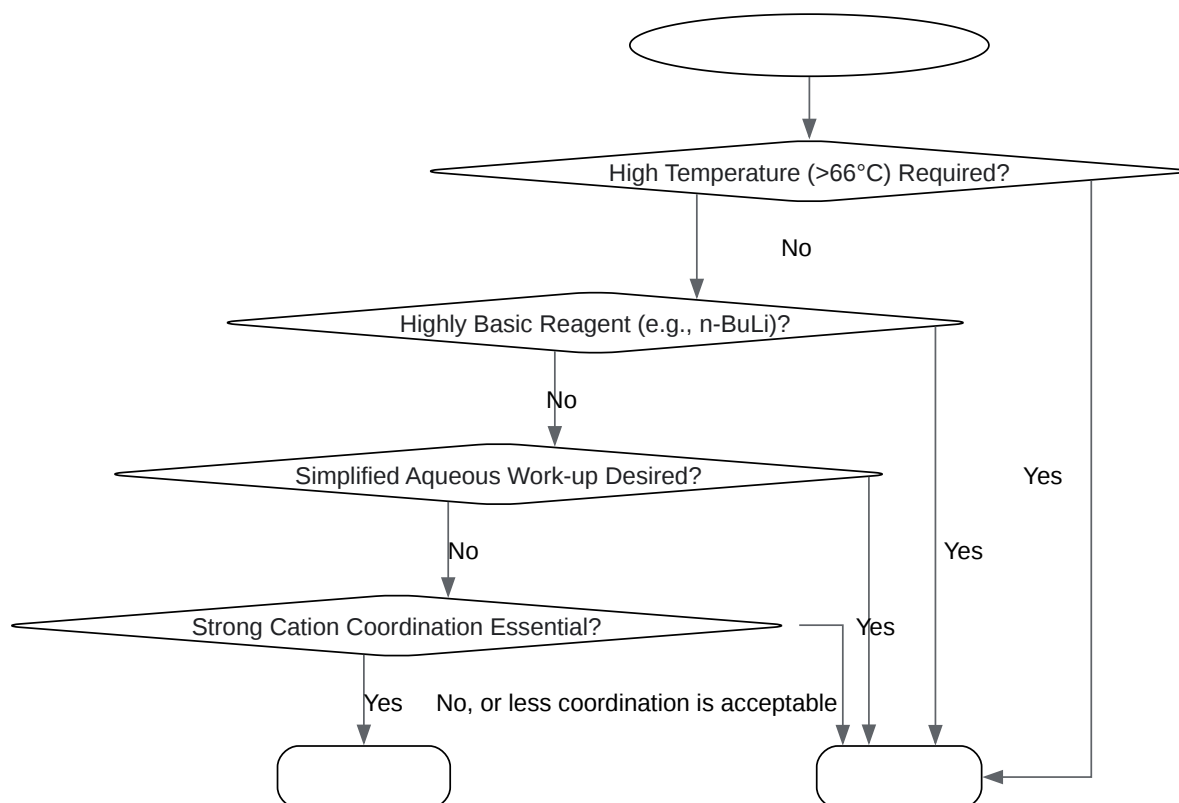 High Temperature (>66°C) Required?
No
Highly Basic Reagent (e.g., n-BuLi)?
No
Simplified Aqueous Work-up Desired?
Yes
No
Yes
Strong Cation Coordination Essential?
Yes
Yes
No, or less coordination is acceptable